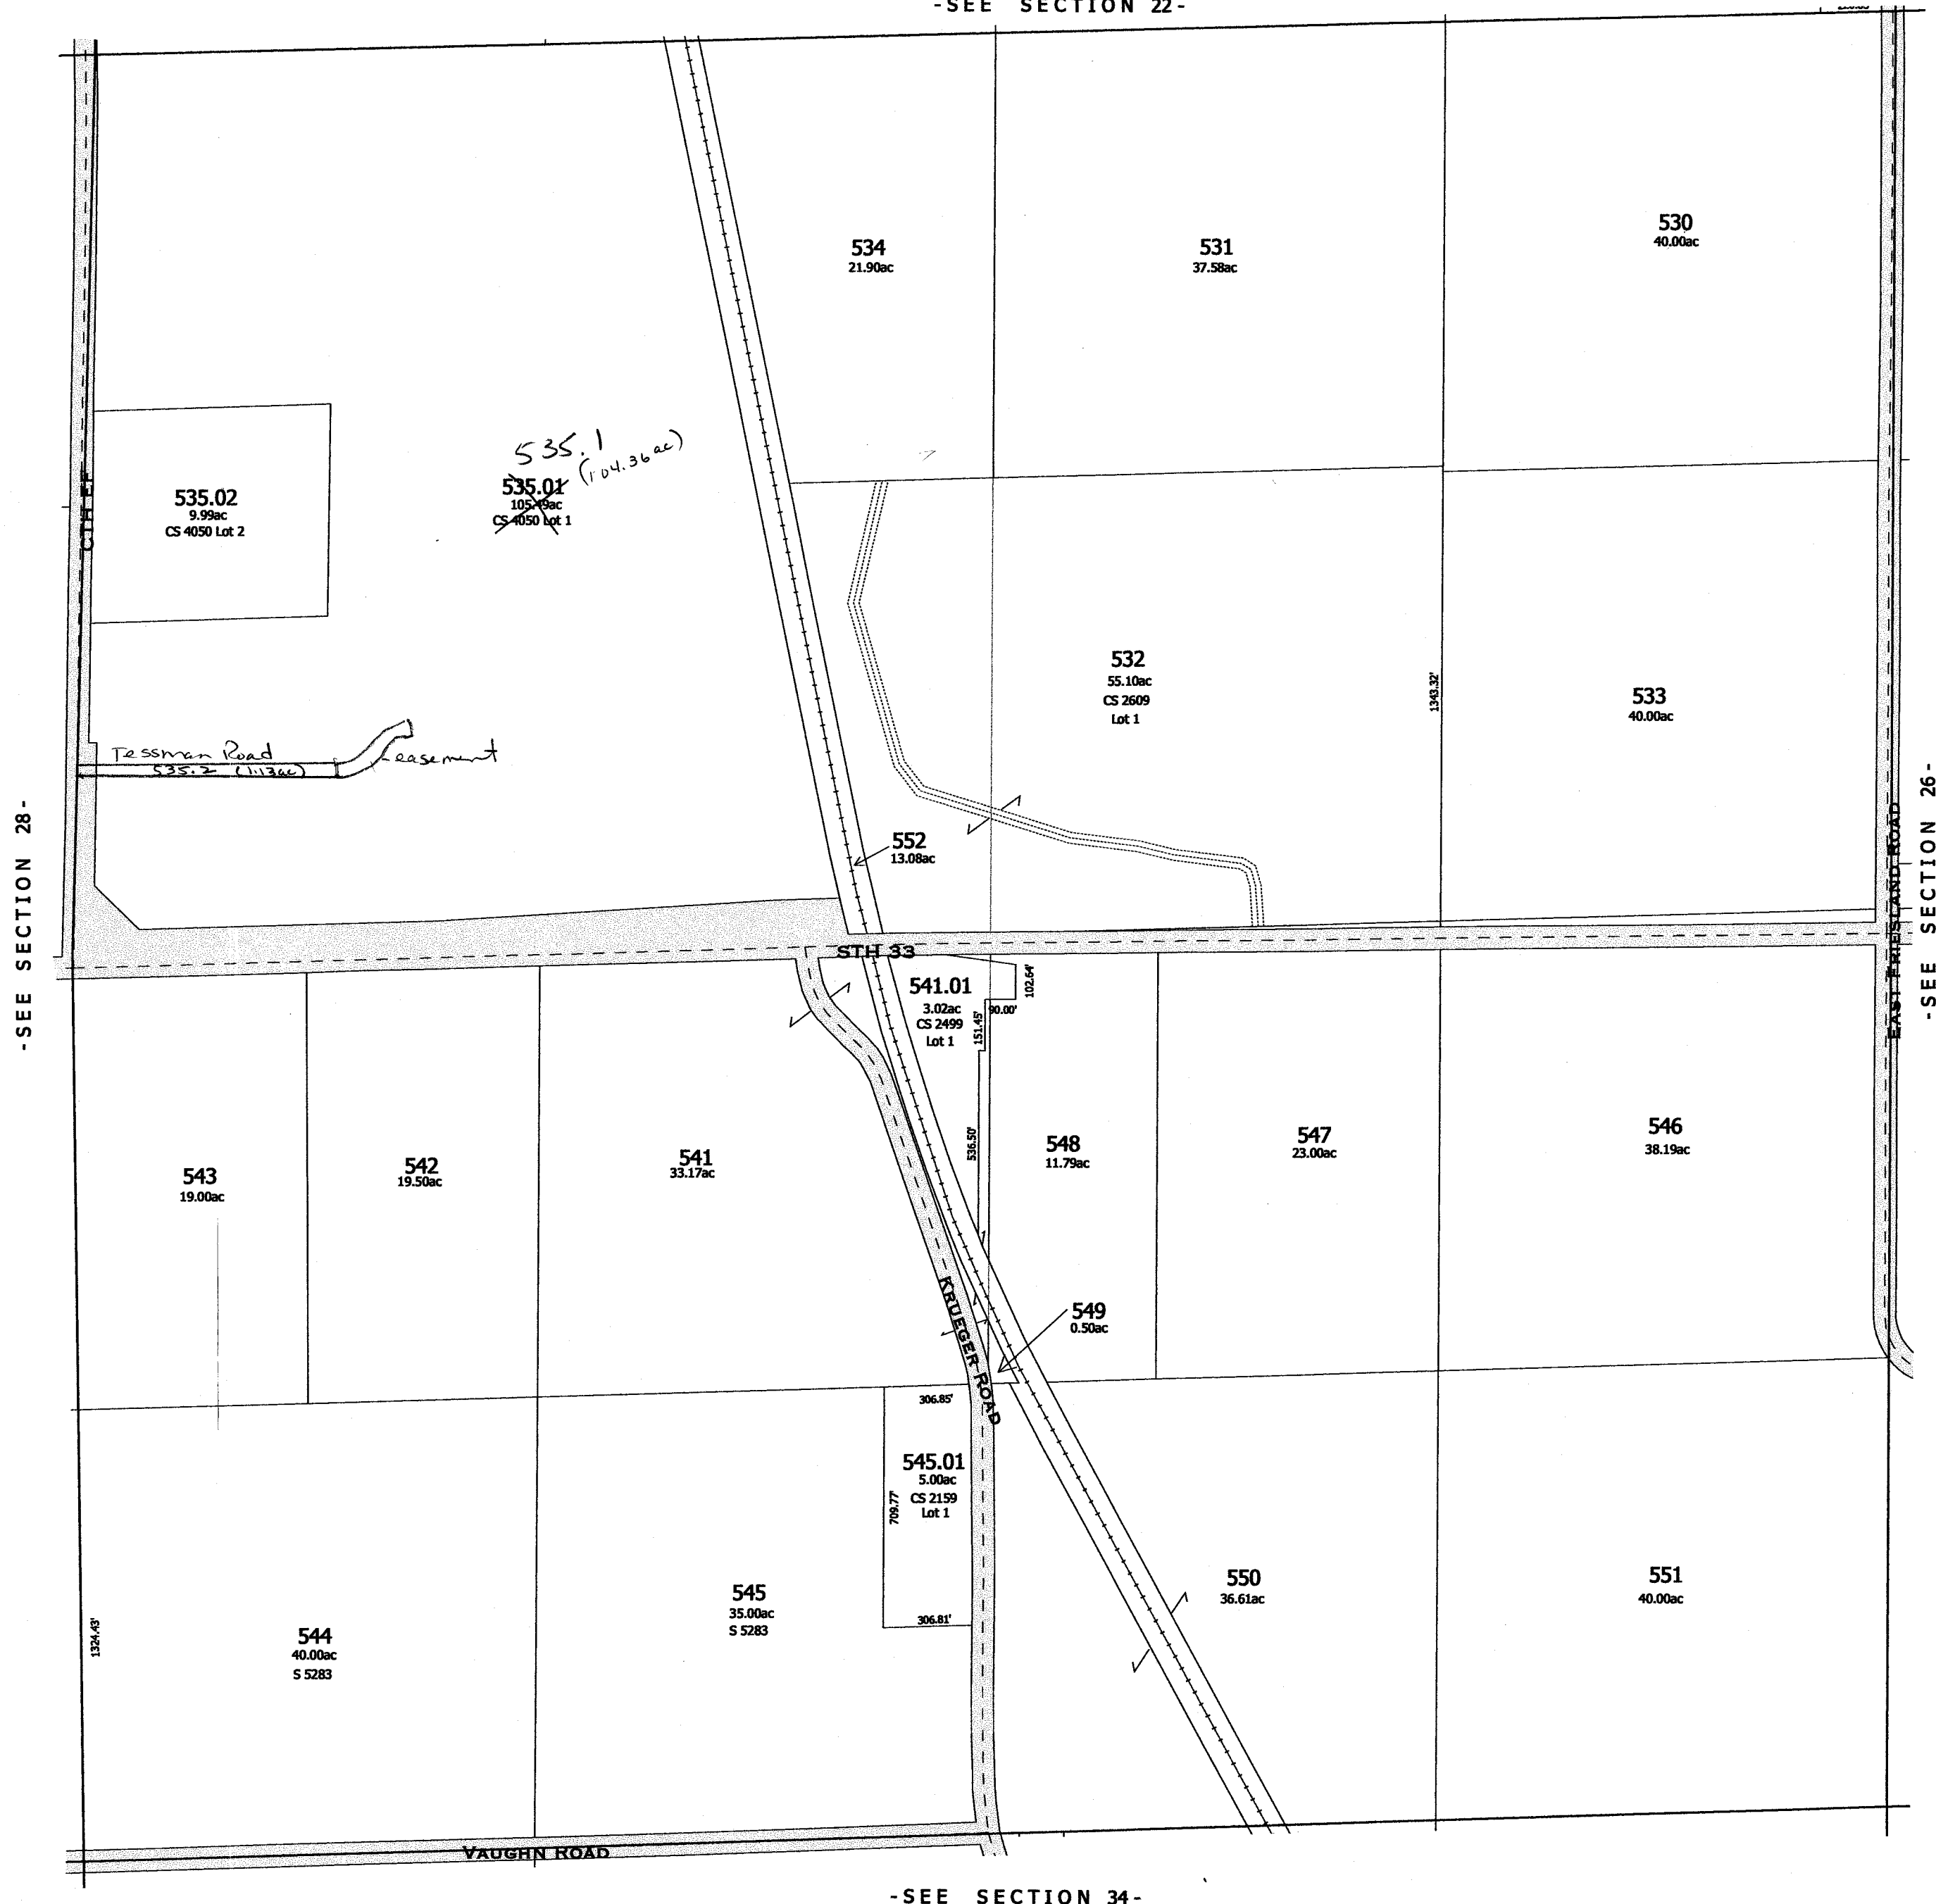 -SEE SECTION 22-
534
21.90ac
531
37.58ac
530
40.00ac
535.1
(104.36ac)
535.01
105.49ac
CS 4050 Lot 1
535.02
9.99ac
CS 4050 Lot 2
CTH EF
532
55.10ac
CS 2609
Lot 1
1343.32'
533
40.00ac
Tessman Road
535.2 (1.13ac)
easement
552
13.08ac
-SEE SECTION 28-
-SEE SECTION 26-
EAST FRIESLAND ROAD
STH 33
541.01
3.02ac
CS 2499
Lot 1
102.64'
90.00'
151.45'
536.50'
543
19.00ac
542
19.50ac
541
33.17ac
548
11.79ac
547
23.00ac
546
38.19ac
KRUEGER ROAD
549
0.50ac
306.85'
545.01
5.00ac
CS 2159
Lot 1
709.77'
306.81'
544
40.00ac
S 5283
1324.43'
545
35.00ac
S 5283
550
36.61ac
551
40.00ac
VAUGHN ROAD
-SEE SECTION 34-